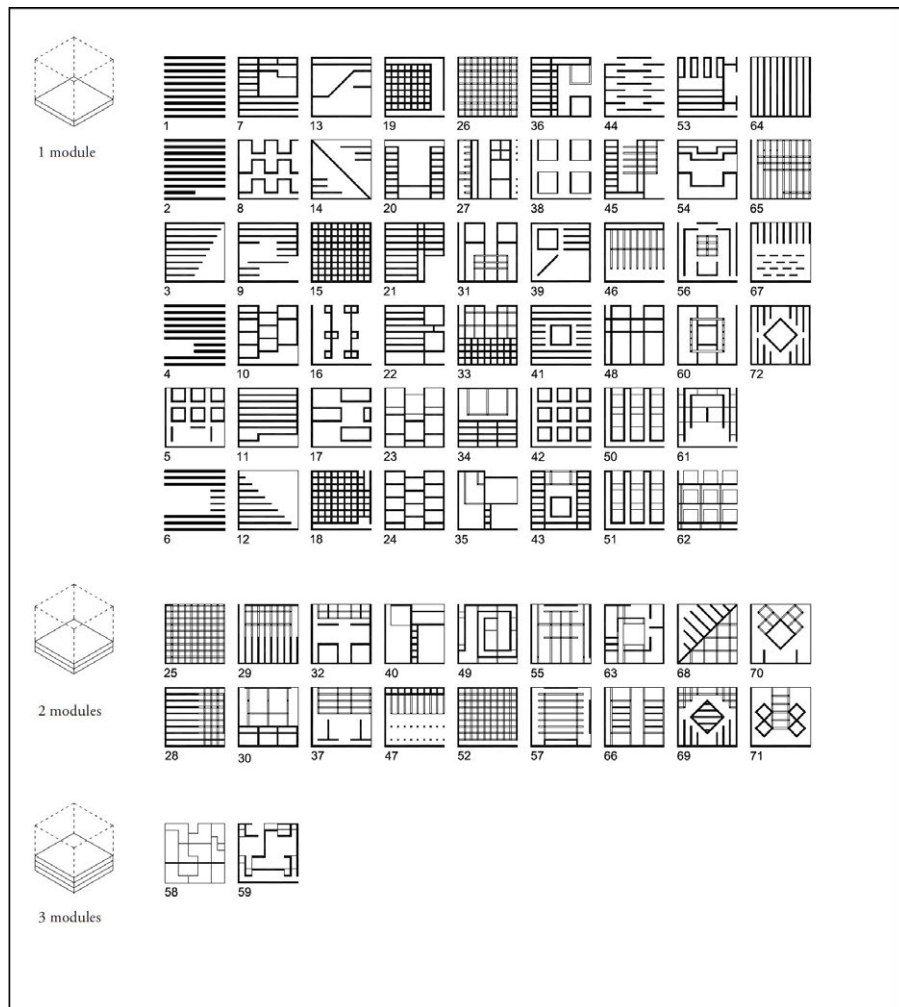 1 module
1 7 13 19 26 36 44 53 64
2 8 14 20 27 38 45 54 65
3 9 15 21 31 39 46 56 67
4 10 16 22 33 41 48 60 72
5 11 17 23 34 42 50 61
6 12 18 24 35 43 51 62
2 modules
25 29 32 40 49 55 63 68 70
28 30 37 47 52 57 66 69 71
3 modules
58 59